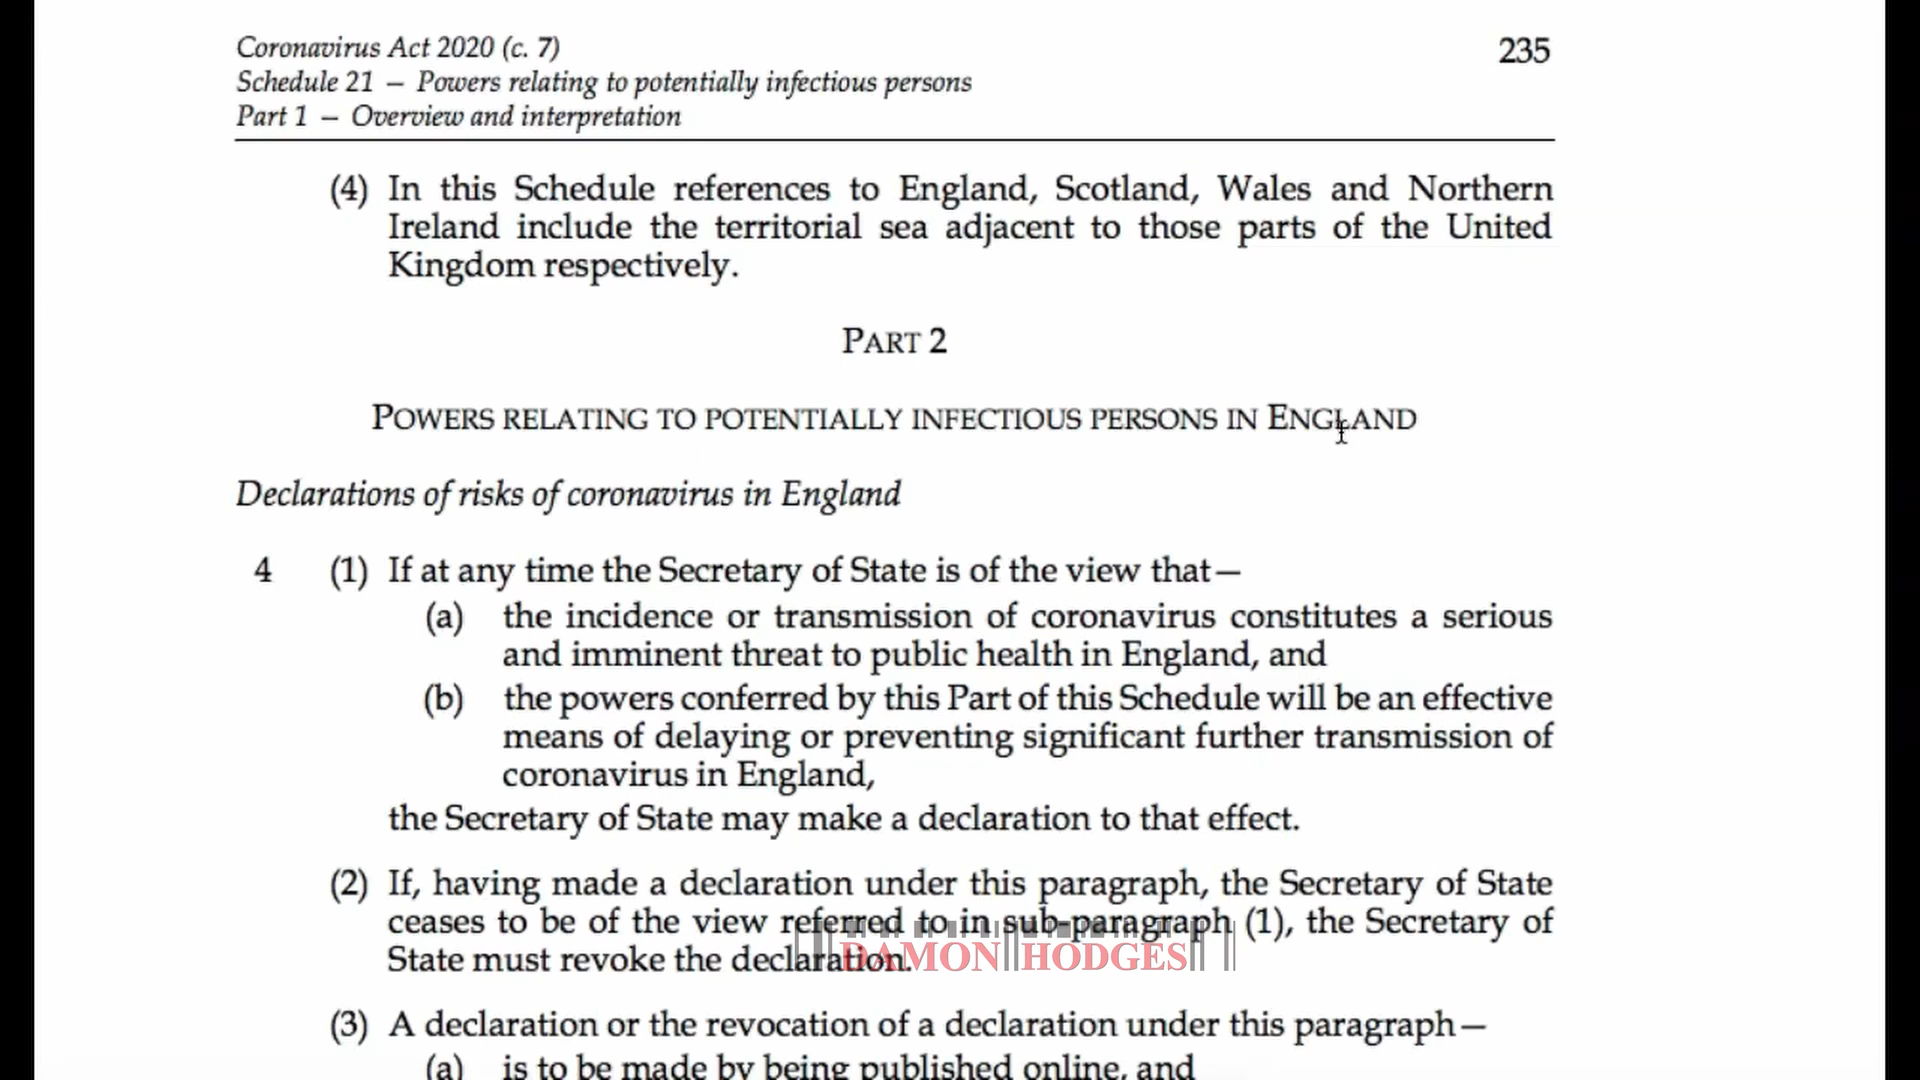 Coronavirus Act 2020 (c. 7)
235
Schedule 21 — Powers relating to potentially infectious persons
Part 1 — Overview and interpretation
(4) In this Schedule references to England, Scotland, Wales and Northern
Ireland include the territorial sea adjacent to those parts of the United
Kingdom respectively.
PART 2
POWERS RELATING TO POTENTIALLY INFECTIOUS PERSONS IN ENGLAND
Declarations of risks of coronavirus in England
4 (1) If at any time the Secretary of State is of the view that—
(a) the incidence or transmission of coronavirus constitutes a serious
and imminent threat to public health in England, and
(b) the powers conferred by this Part of this Schedule will be an effective
means of delaying or preventing significant further transmission of
coronavirus in England,
the Secretary of State may make a declaration to that effect.
(2) If, having made a declaration under this paragraph, the Secretary of State
ceases to be of the view referred to in sub-paragraph (1), the Secretary of
State must revoke the declaration.
DAMON HODGES
(3) A declaration or the revocation of a declaration under this paragraph—
(a) is to be made by being published online, and